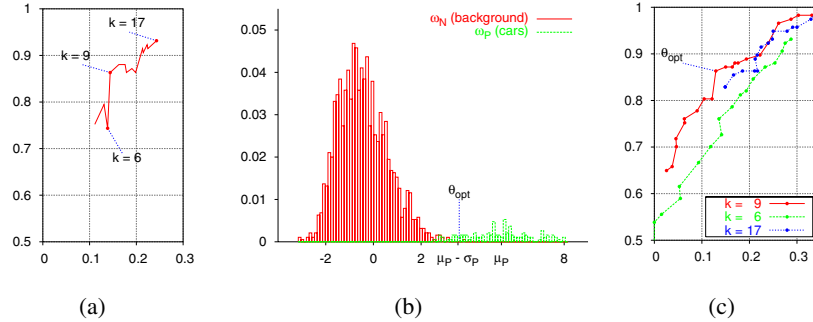 1
0.9
0.8
0.7
0.6
0.5
0 0.1 0.2 0.3
k = 17
k = 9
k = 6
(a)
0.05
0.04
0.03
0.02
0.01
0
ω_N (background)
ω_P (cars)
θ_opt
-2 0 2 μ_P - σ_P μ_P 8
(b)
1
0.9
0.8
0.7
0.6
0.5
0 0.1 0.2 0.3
θ_opt
k = 9
k = 6
k = 17
(c)